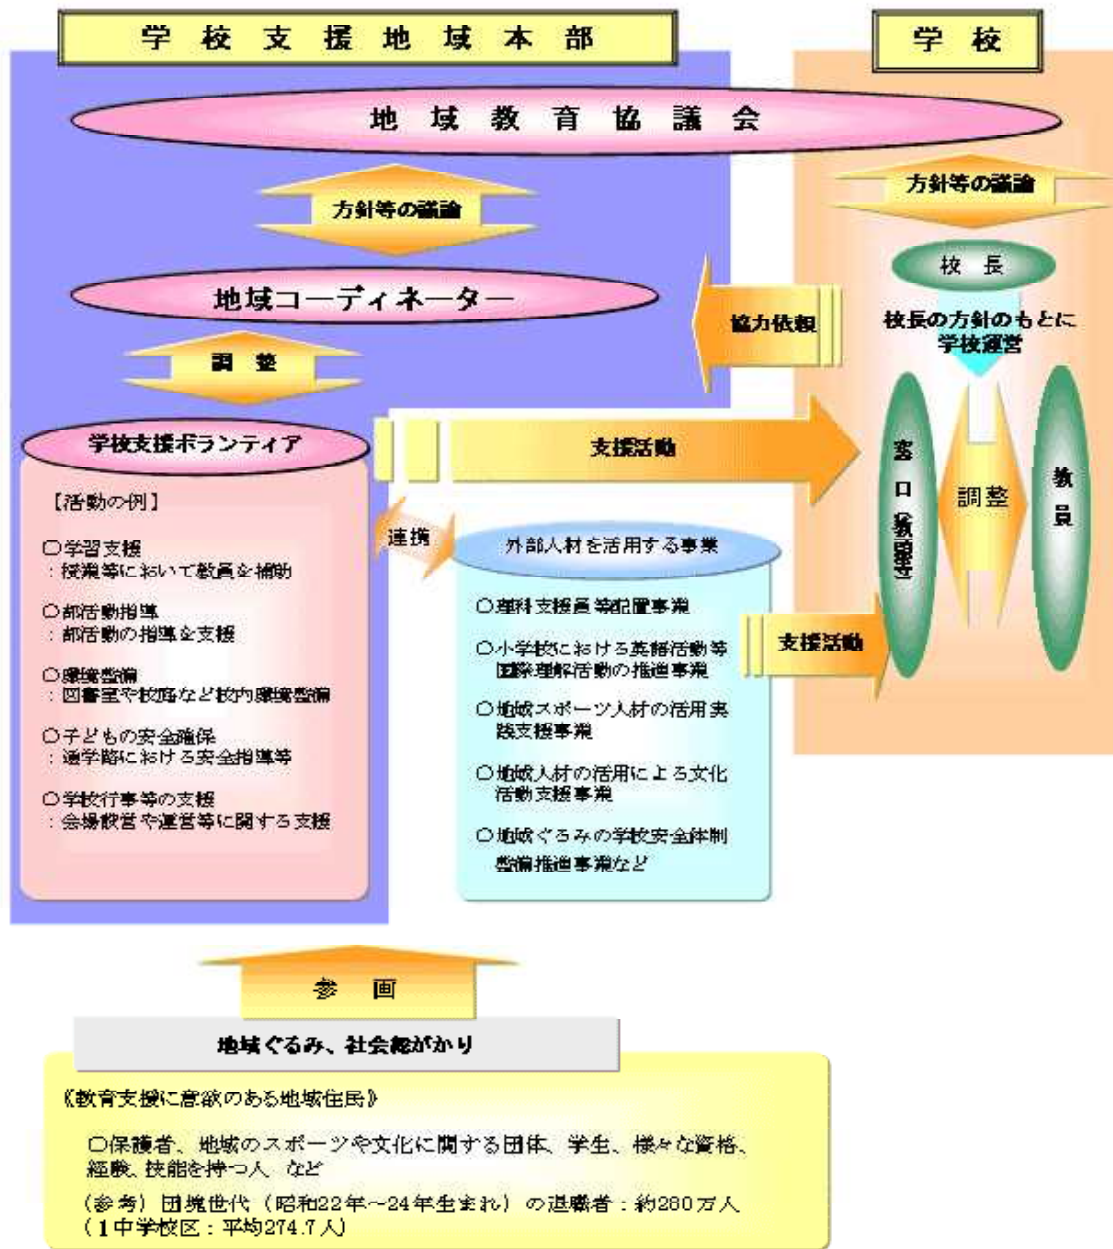 学校支援地域本部
学校
地域教育協議会
方針等の議論
方針等の議論
校長
地域コーディネーター
協力依頼
校長の方針のもとに
学校運営
調整
学校支援ボランティア
支援活動
窓口(教頭等)
調整
教員
【活動の例】
○学習支援
：授業等において教員を補助
○部活動指導
：部活動の指導を支援
○環境整備
：図書室や校庭など校内環境整備
○子どもの安全確保
：通学路における安全指導等
○学校行事等の支援
：会場設営や運営等に関する支援
連携
外部人材を活用する事業
○理科支援員等配置事業
○小学校における英語活動等
国際理解活動の推進事業
○地域スポーツ人材の活用実
践支援事業
○地域人材の活用による文化
活動支援事業
○地域ぐるみの学校安全体制
整備推進事業など
支援活動
参画
地域ぐるみ、社会総がかり
《教育支援に意欲のある地域住民》
○保護者、地域のスポーツや文化に関する団体、学生、様々な資格、
経験、技能を持つ人 など
(参考) 団塊世代（昭和22年～24年生まれ）の退職者：約280万人
（1中学校区：平均274.7人）